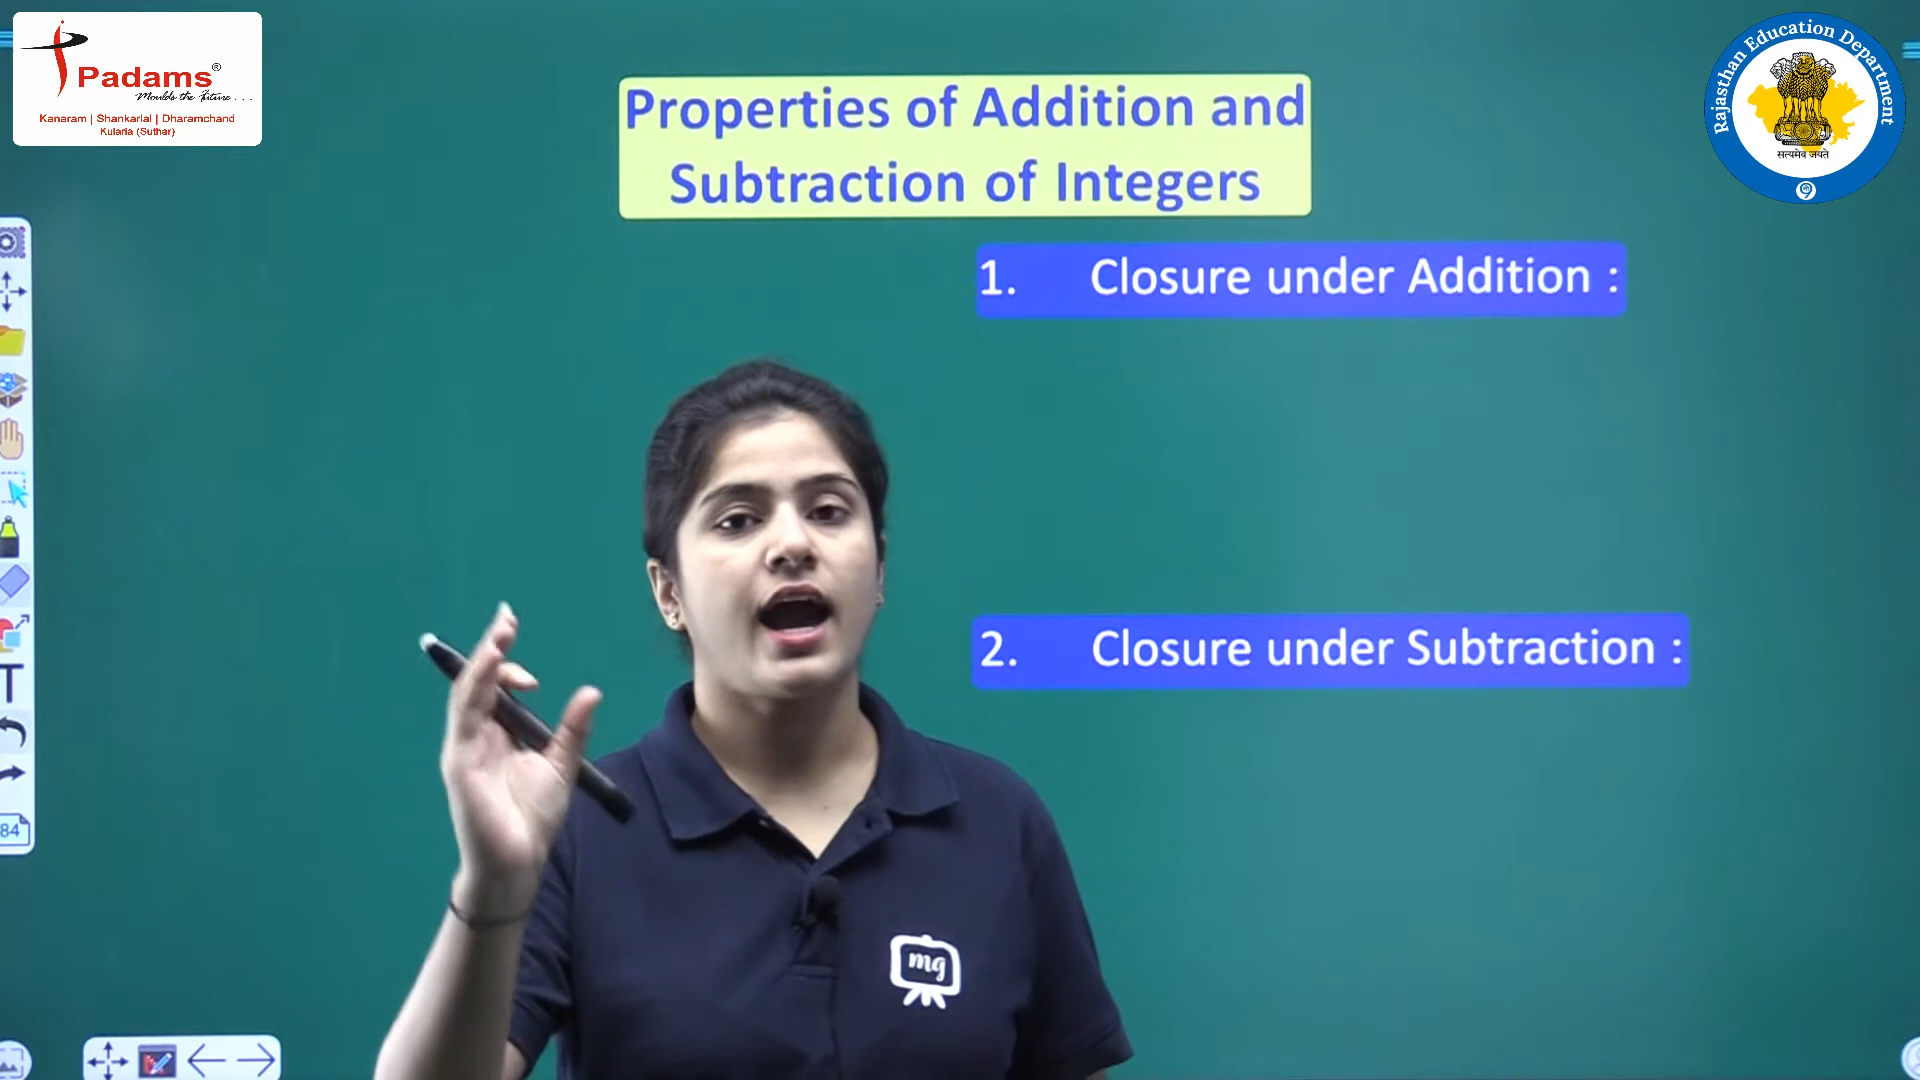 Padams®
Moulds the Future . . .
Kanaram | Shankarlal | Dharamchand
Kularia (Suthar)
Properties of Addition and
Subtraction of Integers
Rajasthan Education Department
सत्यमेव जयते
1. Closure under Addition :
2. Closure under Subtraction :
T
84
mg